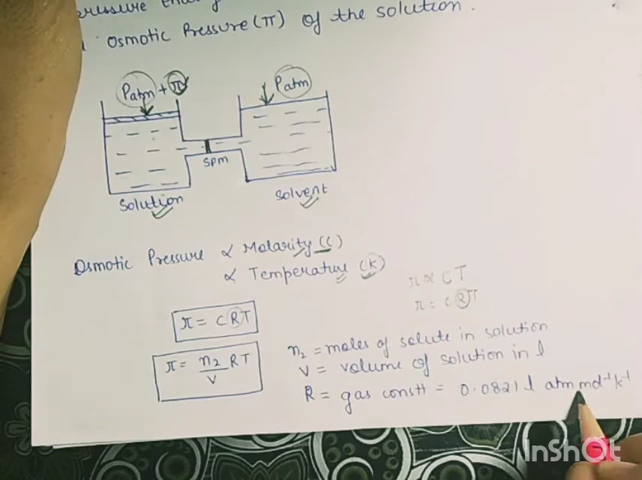 Osmotic Pressure (π) of the solution.
Patm + π
Patm
spm
Solution
Solvent
Osmotic Pressure ∝ Molarity (C)
∝ Temperature (K)
π ∝ CT
π = CRT
π = CRT
π = n₂/V RT
n₂ = moles of solute in solution
V = volume of solution in l
R = gas constt = 0.0821 l atm mol⁻¹ k⁻¹
InShOt